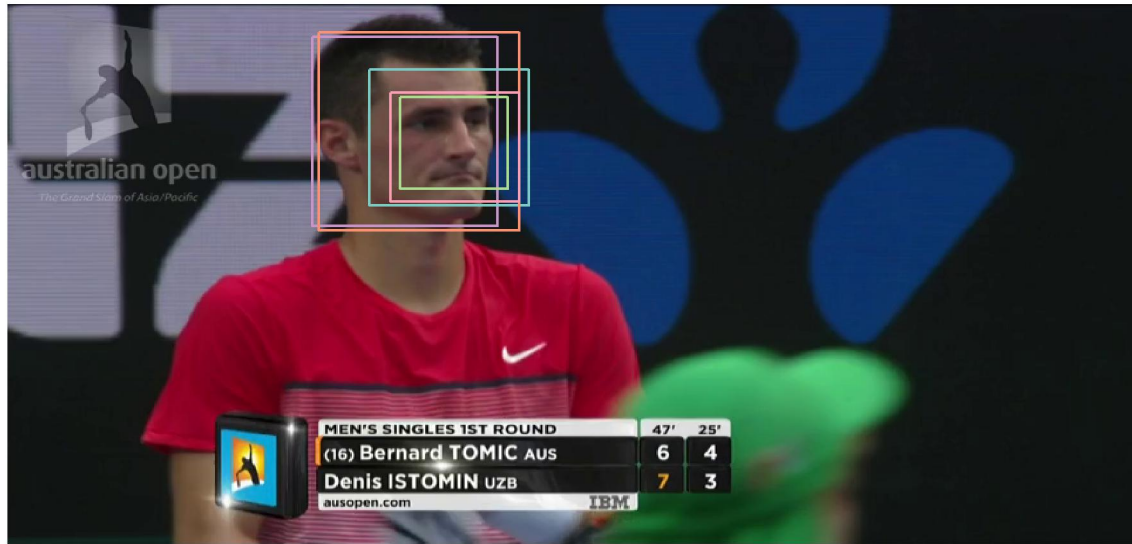 australian open
The Grand Slam of Asia/Pacific
MEN'S SINGLES 1ST ROUND 47' 25'
(16) Bernard TOMIC AUS 6 4
Denis ISTOMIN UZB 7 3
ausopen.com IBM